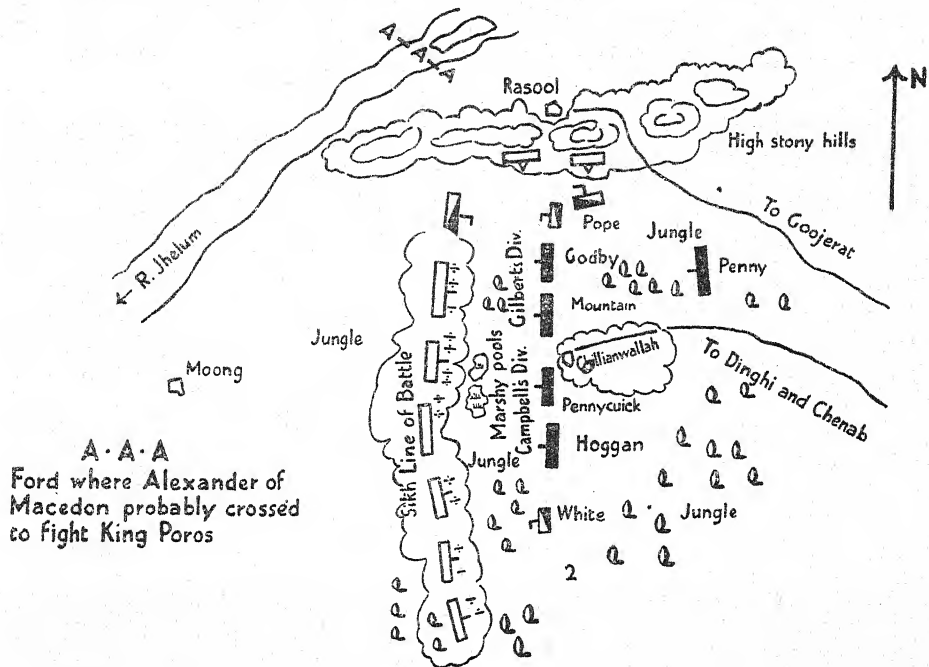 A·A·A
Rasool
N
High stony hills
R. Jhelum
Pope
Jungle
To Goojerat
Gilberts Div.
Godby
Penny
Mountain
Jungle
Moong
Chillianwallah
To Dinghi and Chenab
Sikh Line of Battle
Marshy pools
Campbell's Div.
Pennycuick
Hoggan
Jungle
A·A·A
Ford where Alexander of
Macedon probably crossed
to fight King Poros
White
Jungle
2